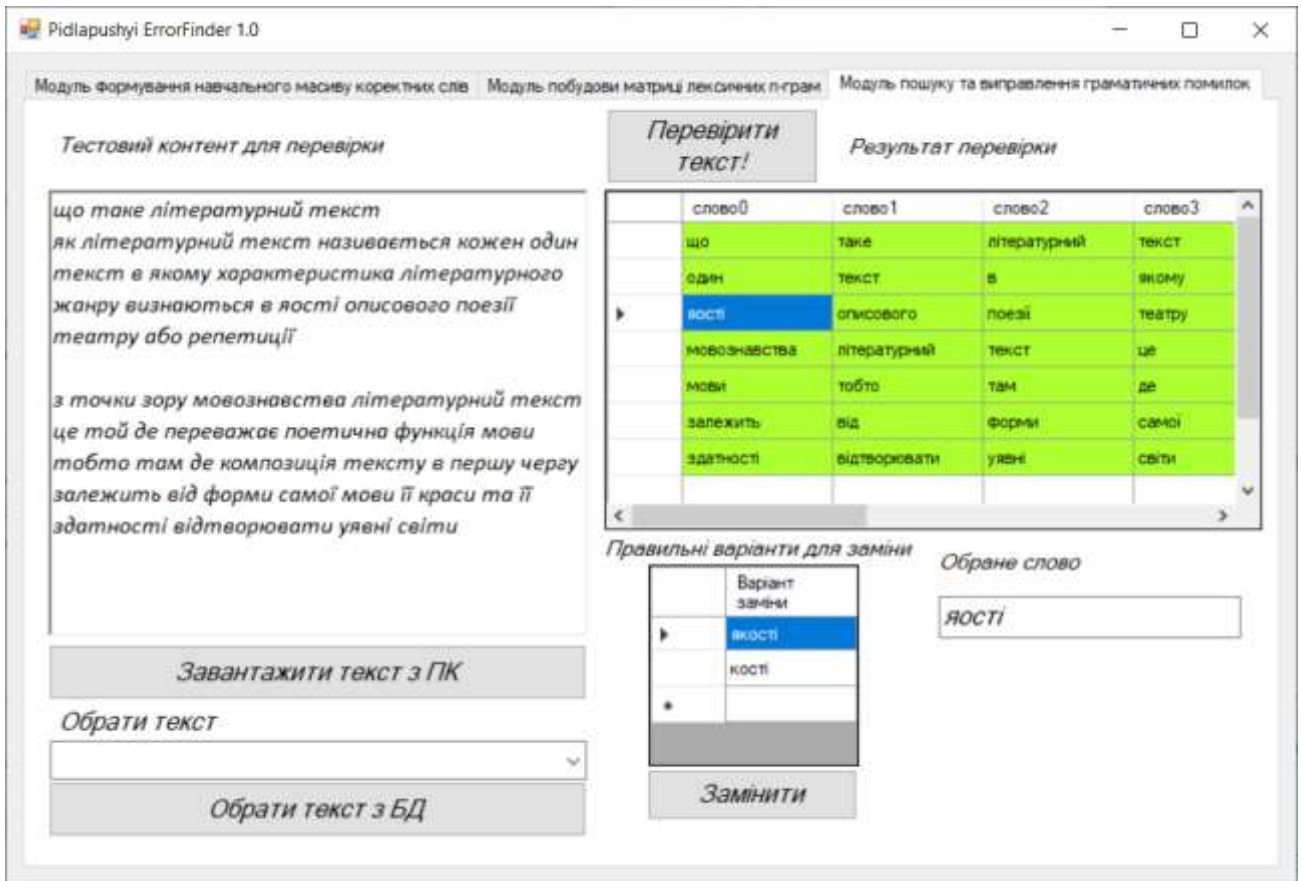 Pidlapushyi ErrorFinder 1.0
Модуль формування навчального масиву коректних слів Модуль побудови матриці лексичних n-грам Модуль пошуку та виправлення граматичних помилок
Тестовий контент для перевірки
що таке літературний текст
як літературний текст називається кожен один
текст в якому характеристика літературного
жанру визнаються в яості описового поезії
театру або репетиції
з точки зору мовознавства літературний текст
це той де переважає поетична функція мови
тобто там де композиція тексту в першу чергу
залежить від форми самої мови її краси та її
здатності відтворювати уявні світи
Завантажити текст з ПК
Обрати текст
Обрати текст з БД
Перевірити
текст!
Результат перевірки
слово0 слово1 слово2 слово3
що таке літературний текст
один текст в якому
яості описового поезії театру
мовознавства літературний текст це
мови тобто там де
залежить від форми самої
здатності відтворювати уявні світи
Правильні варіанти для заміни
Варіант
заміни
якості
кості
Замінити
Обране слово
яості